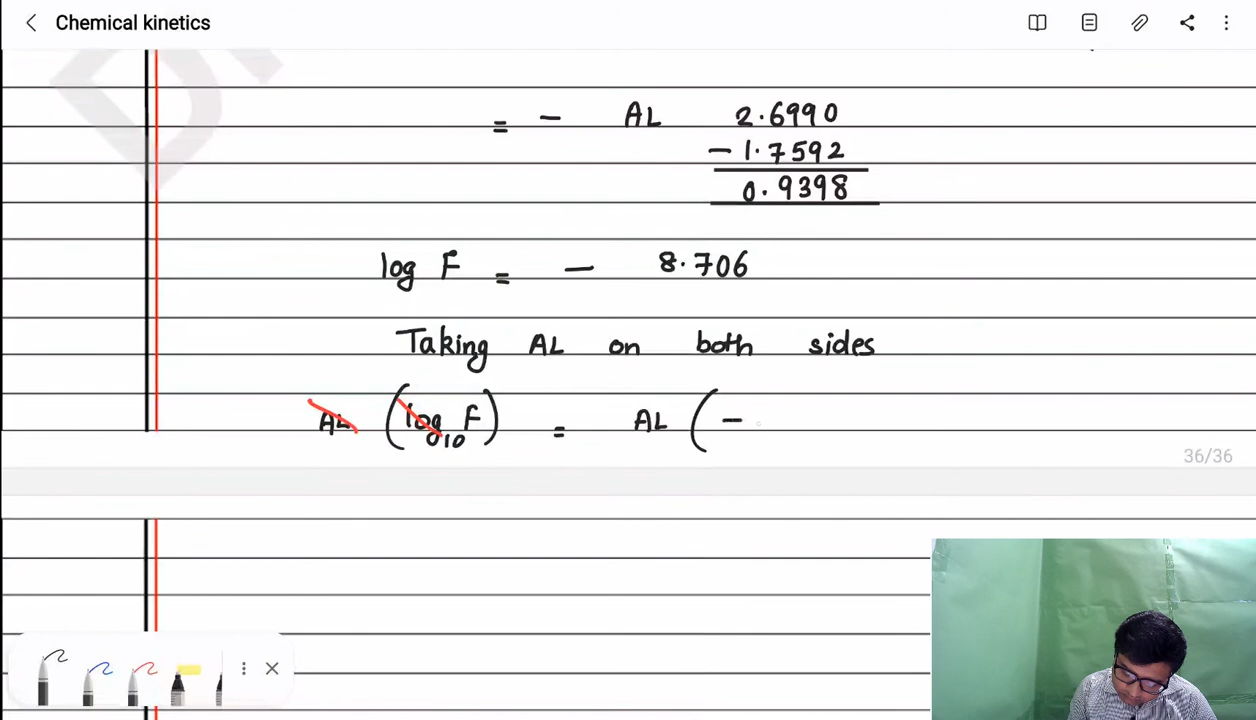 Chemical kinetics
= - AL 2.6990
- 1.7592
0.9398
log F = - 8.706
Taking AL on both sides
AL (log₁₀ F) = AL ( -
36/36